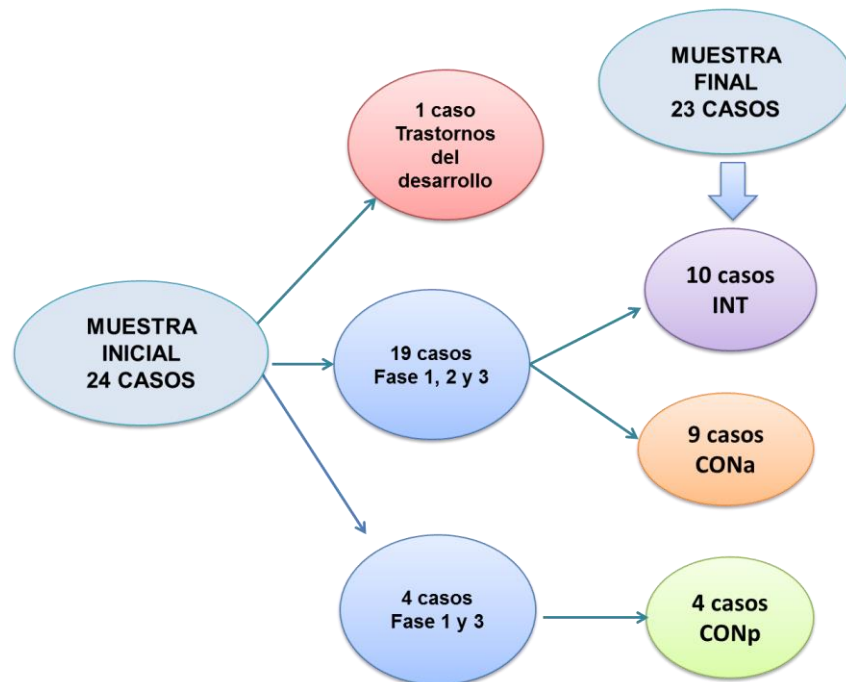 MUESTRA
INICIAL
24 CASOS
1 caso
Trastornos
del
desarrollo
19 casos
Fase 1, 2 y 3
4 casos
Fase 1 y 3
MUESTRA
FINAL
23 CASOS
10 casos
INT
9 casos
CONa
4 casos
CONp